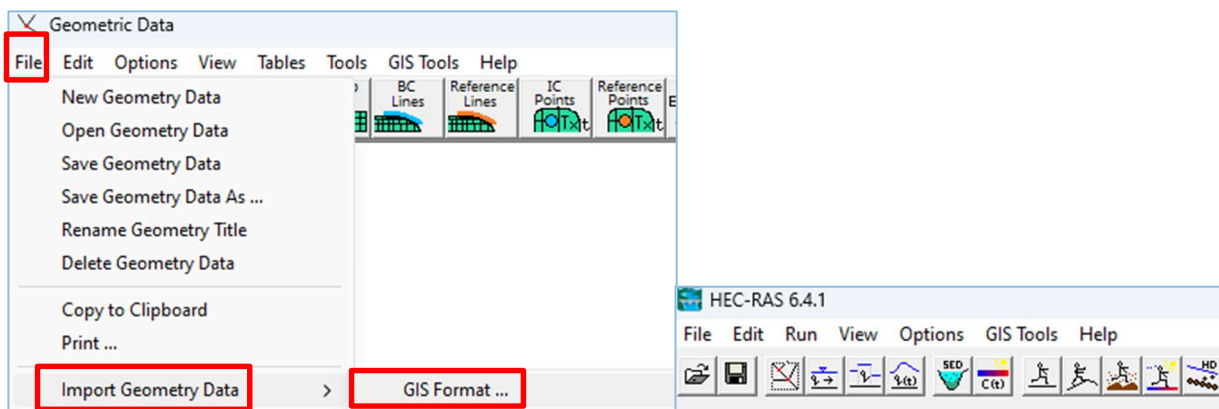 Geometric Data
File Edit Options View Tables Tools GIS Tools Help
BC Lines Reference Lines IC Points Reference Points
New Geometry Data
Open Geometry Data
Save Geometry Data
Save Geometry Data As ...
Rename Geometry Title
Delete Geometry Data
Copy to Clipboard
Print ...
Import Geometry Data > GIS Format ...
HEC-RAS 6.4.1
File Edit Run View Options GIS Tools Help
SED C(t) HD